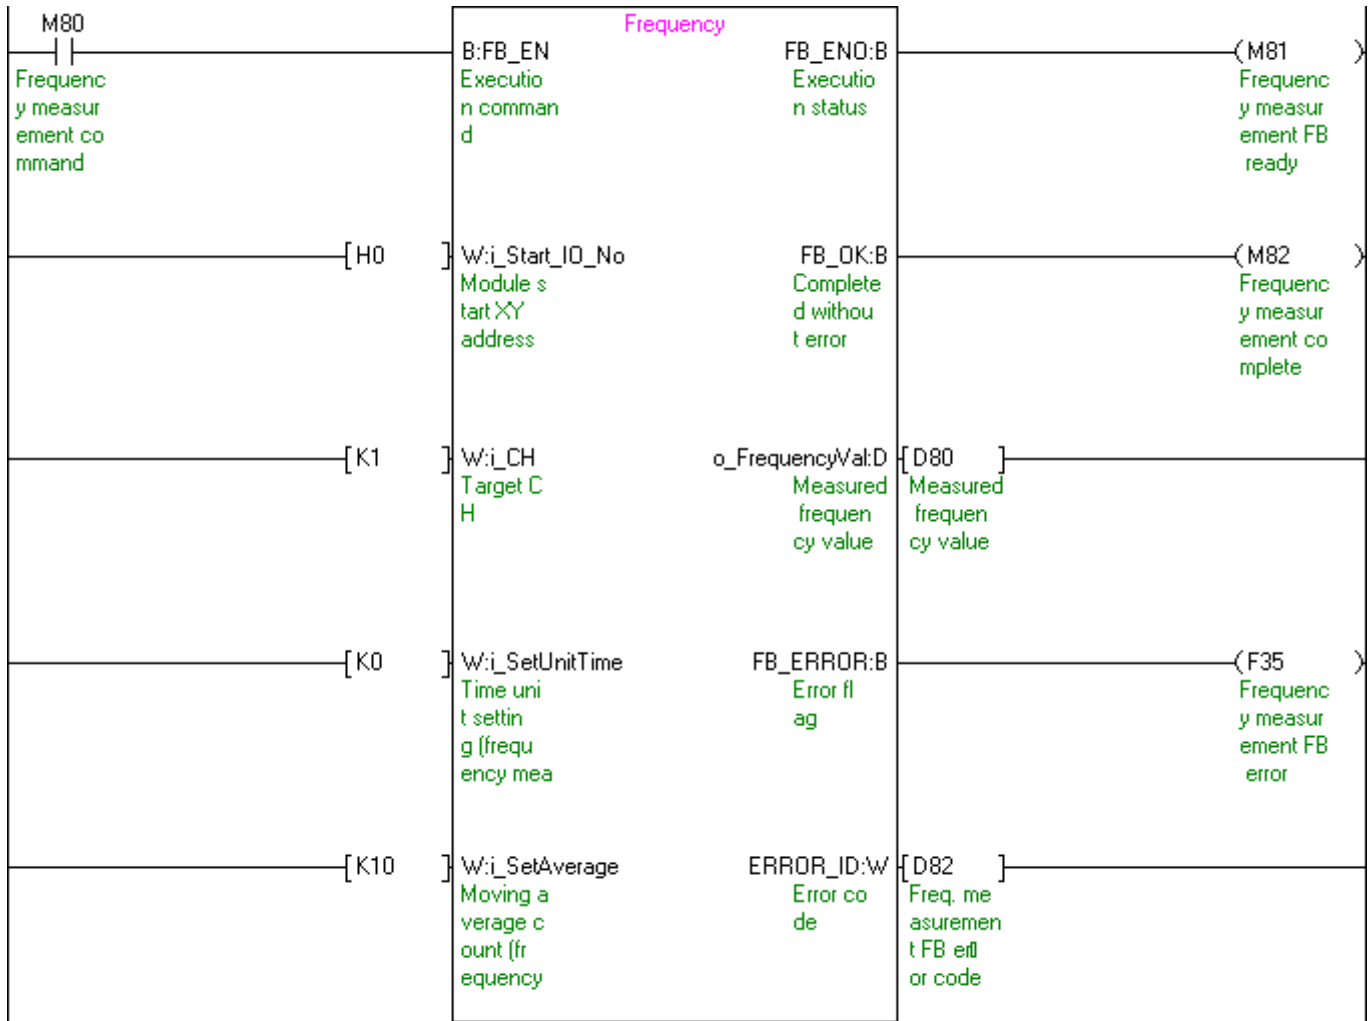 M80
Frequency
B:FB_EN
FB_ENO:B
(M81 )
Frequenc
y measur
ement co
mmand
Executio
n comman
d
Executio
n status
Frequenc
y measur
ement FB
ready
[H0 ]
W:i_Start_IO_No
FB_OK:B
(M82 )
Module s
tart XY
address
Complete
d withou
t error
Frequenc
y measur
ement co
mplete
[K1 ]
W:i_CH
o_FrequencyVal:D
[D80 ]
Target C
H
Measured
frequen
cy value
Measured
frequen
cy value
[K0 ]
W:i_SetUnitTime
FB_ERROR:B
(F35 )
Time uni
t settin
g (frequ
ency mea
Error fl
ag
Frequenc
y measur
ement FB
error
[K10 ]
W:i_SetAverage
ERROR_ID:W
[D82 ]
Moving a
verage c
ount (fr
equency
Error co
de
Freq. me
asuremen
t FB err
or code